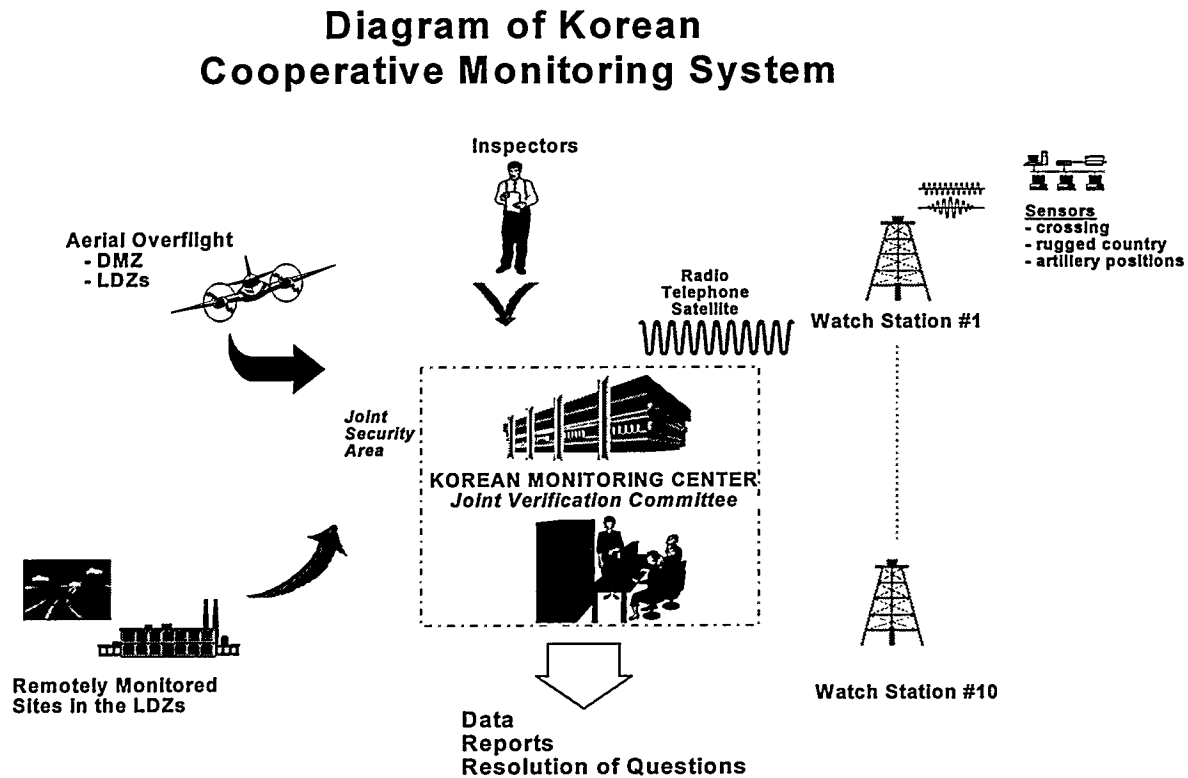 Diagram of Korean
Cooperative Monitoring System
Inspectors
Aerial Overflight
- DMZ
- LDZs
Sensors
- crossing
- rugged country
- artillery positions
Radio
Telephone
Satellite
Watch Station #1
Joint
Security
Area
KOREAN MONITORING CENTER
Joint Verification Committee
Remotely Monitored
Sites in the LDZs
Watch Station #10
Data
Reports
Resolution of Questions